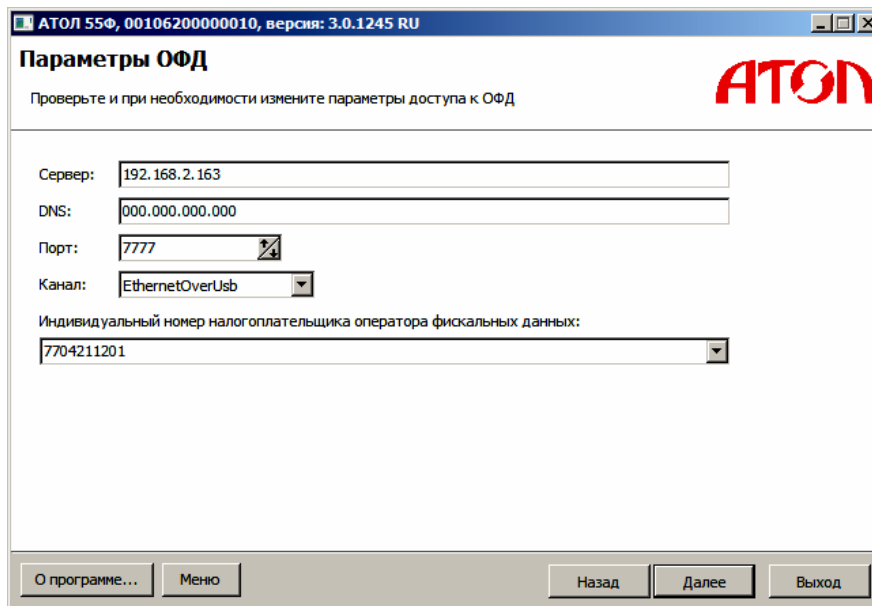 АТОЛ 55Ф, 00106200000010, версия: 3.0.1245 RU
Параметры ОФД
Проверьте и при необходимости измените параметры доступа к ОФД
АТОЛ
Сервер: 192.168.2.163
DNS: 000.000.000.000
Порт: 7777
Канал: EthernetOverUsb
Индивидуальный номер налогоплательщика оператора фискальных данных:
7704211201
О программе... Меню Назад Далее Выход